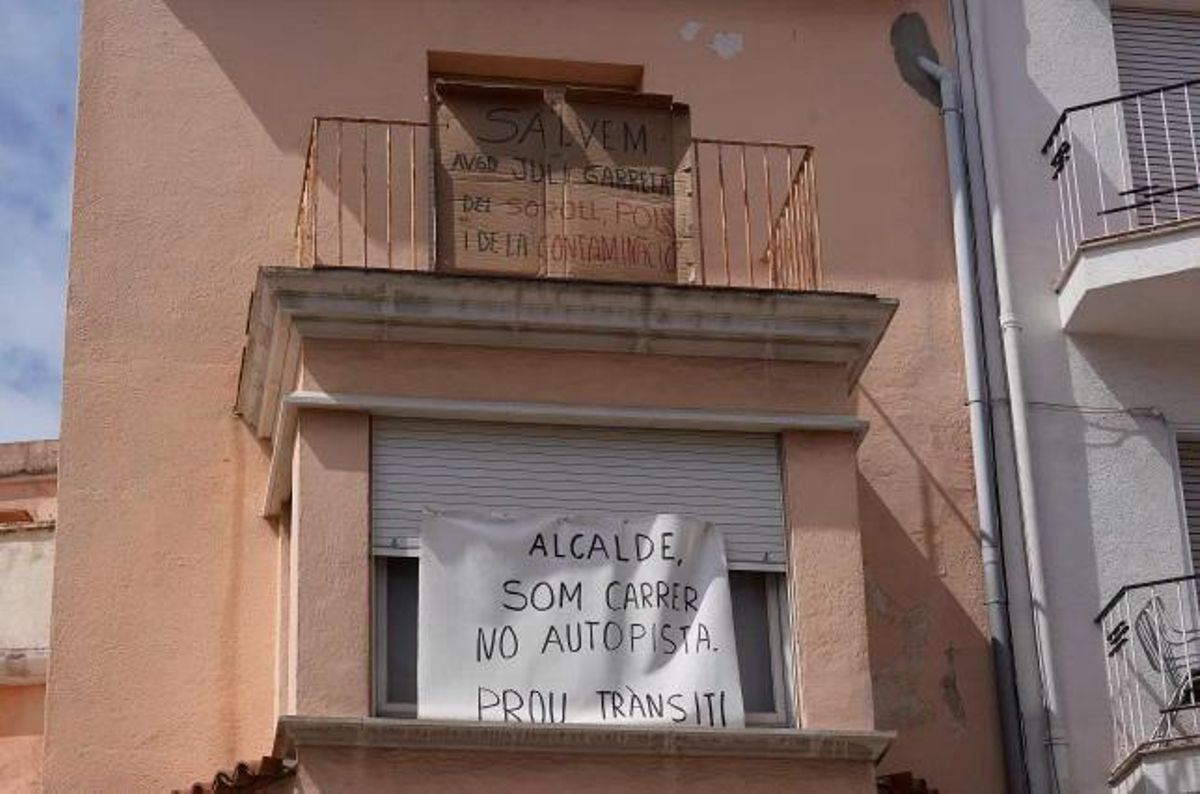 SALVEM
AVGD JULI GARRETA
DEL SOROLL, POLS
I DE LA CONTAMINACIÓ
ALCALDE,
SOM CARRER
NO AUTOPISTA.
PROU TRÀNSIT!